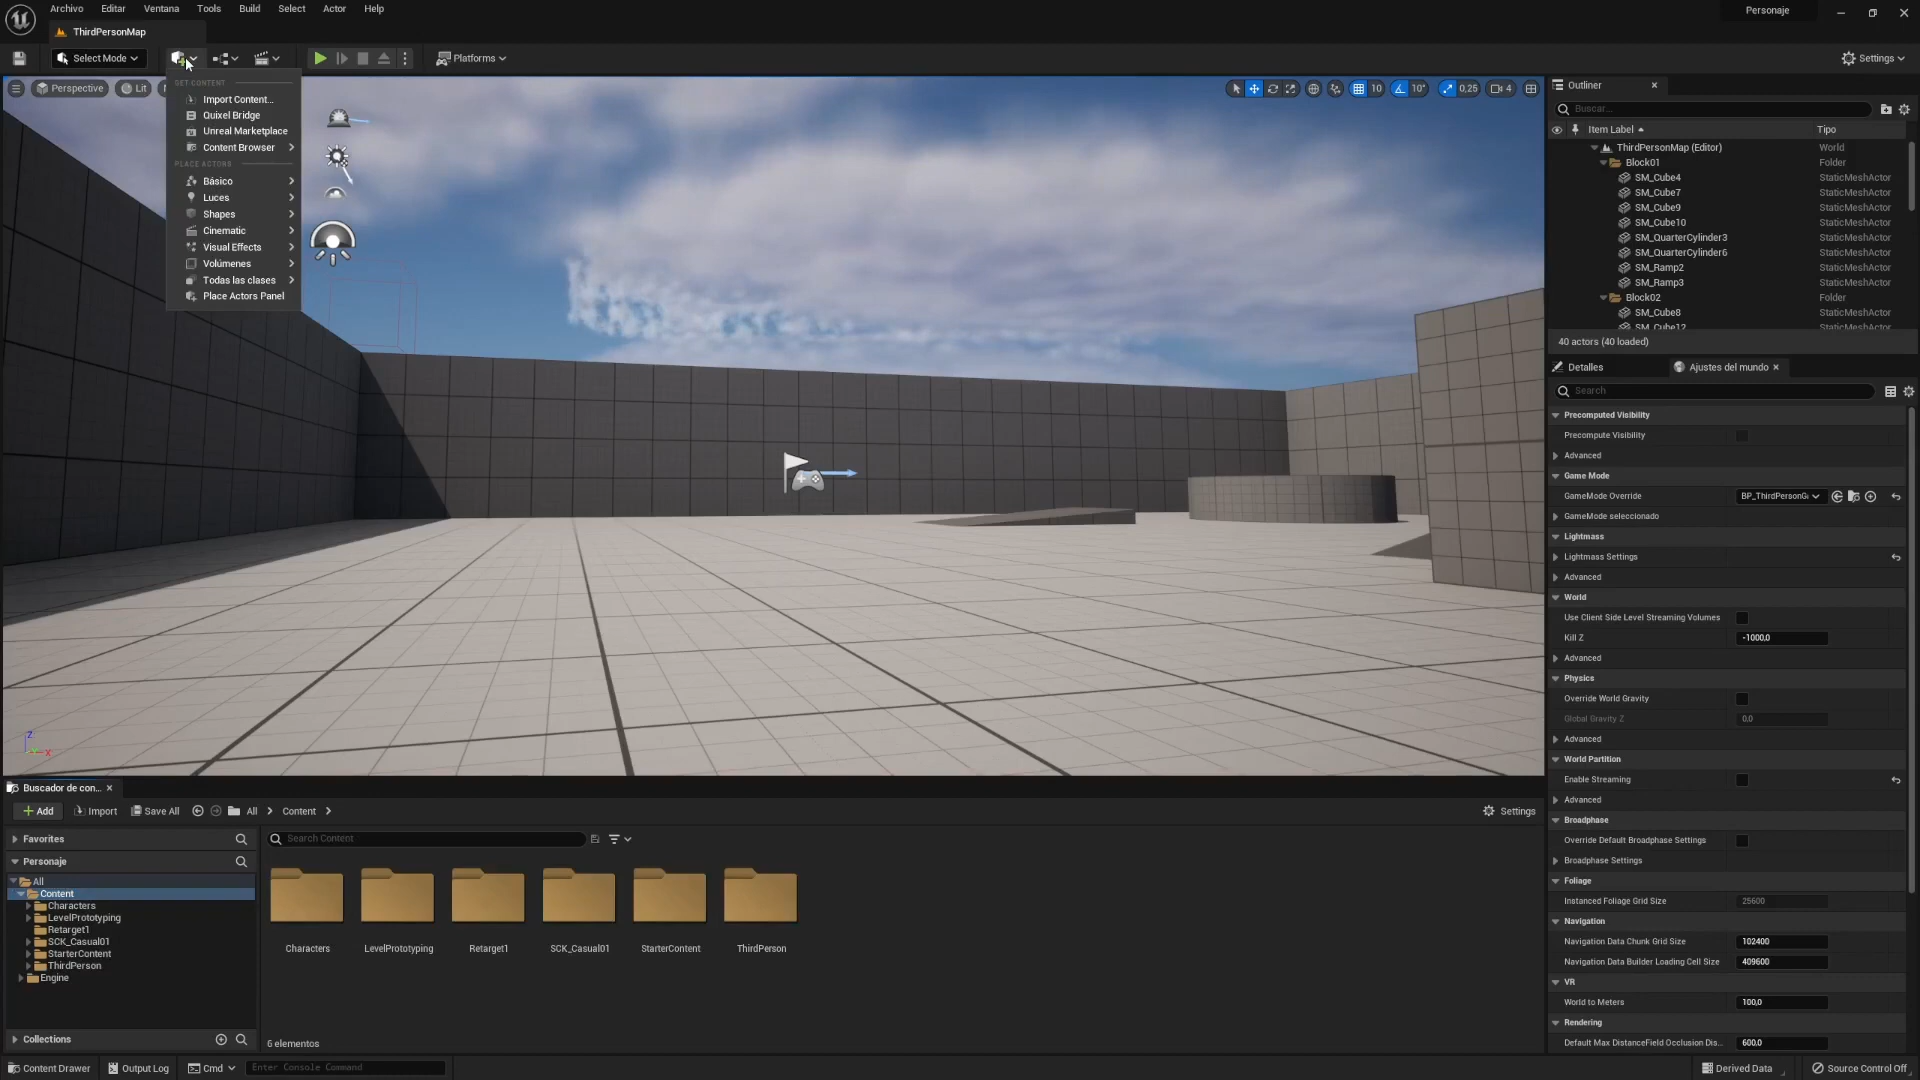 Archivo Editar Ventana Tools Build Select Actor Help
Personaje
ThirdPersonMap
Select Mode
Platforms
Settings
Perspective Lit
10 10° 0,25 4
GET CONTENT
Import Content...
Quixel Bridge
Unreal Marketplace
Content Browser
PLACE ACTORS
Básico
Luces
Shapes
Cinematic
Visual Effects
Volúmenes
Todas las clases
Place Actors Panel
Z
X
Outliner
Buscar...
Item Label Tipo
ThirdPersonMap (Editor) World
Block01 Folder
SM_Cube4 StaticMeshActor
SM_Cube7 StaticMeshActor
SM_Cube9 StaticMeshActor
SM_Cube10 StaticMeshActor
SM_QuarterCylinder3 StaticMeshActor
SM_QuarterCylinder6 StaticMeshActor
SM_Ramp2 StaticMeshActor
SM_Ramp3 StaticMeshActor
Block02 Folder
SM_Cube8 StaticMeshActor
SM_Cube12 StaticMeshActor
40 actors (40 loaded)
Detalles Ajustes del mundo
Search
Precomputed Visibility
Precompute Visibility
Advanced
Game Mode
GameMode Override BP_ThirdPersonG
GameMode seleccionado
Lightmass
Lightmass Settings
Advanced
World
Use Client Side Level Streaming Volumes
Kill Z -1000,0
Advanced
Physics
Override World Gravity
Global Gravity Z 0.0
Advanced
World Partition
Enable Streaming
Advanced
Broadphase
Override Default Broadphase Settings
Broadphase Settings
Foliage
Instanced Foliage Grid Size 25600
Navigation
Navigation Data Chunk Grid Size 102400
Navigation Data Builder Loading Cell Size 409600
VR
World to Meters 100,0
Rendering
Default Max DistanceField Occlusion Dis... 600,0
Buscador de con...
Add Import Save All All Content
Settings
Favorites
Search Content
Personaje
All
Content
Characters
LevelPrototyping
Retarget1
SCK_Casual01
StarterContent
ThirdPerson
Engine
Characters LevelPrototyping Retarget1 SCK_Casual01 StarterContent ThirdPerson
Collections
6 elementos
Content Drawer Output Log Cmd Enter Console Command
Derived Data Source Control Off